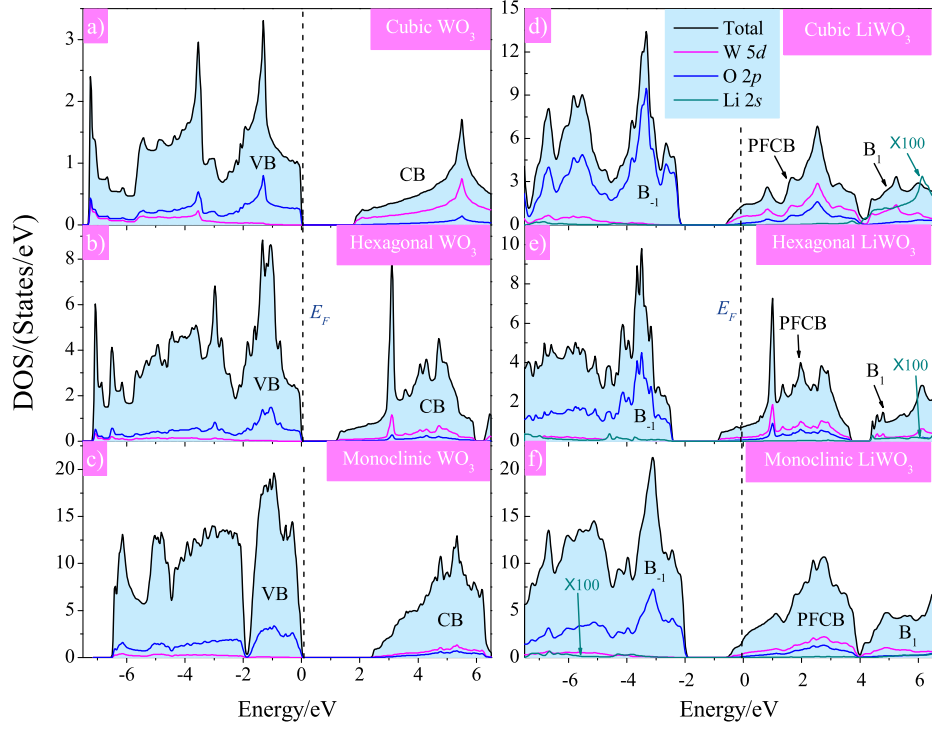 DOS/(States/eV)
a)
Cubic WO₃
VB
CB
3
2
1
0
b)
Hexagonal WO₃
E_F
VB
CB
8
6
4
2
0
c)
Monoclinic WO₃
VB
CB
20
15
10
5
0
-6 -4 -2 0 2 4 6
Energy/eV
d)
Total
W 5d
O 2p
Li 2s
Cubic LiWO₃
X100
PFCB
B₁
B₋₁
15
12
9
6
3
0
e)
Hexagonal LiWO₃
E_F
PFCB
X100
B₁
B₋₁
10
8
6
4
2
0
f)
Monoclinic LiWO₃
B₋₁
X100
PFCB
B₁
20
15
10
5
0
-6 -4 -2 0 2 4 6
Energy/eV